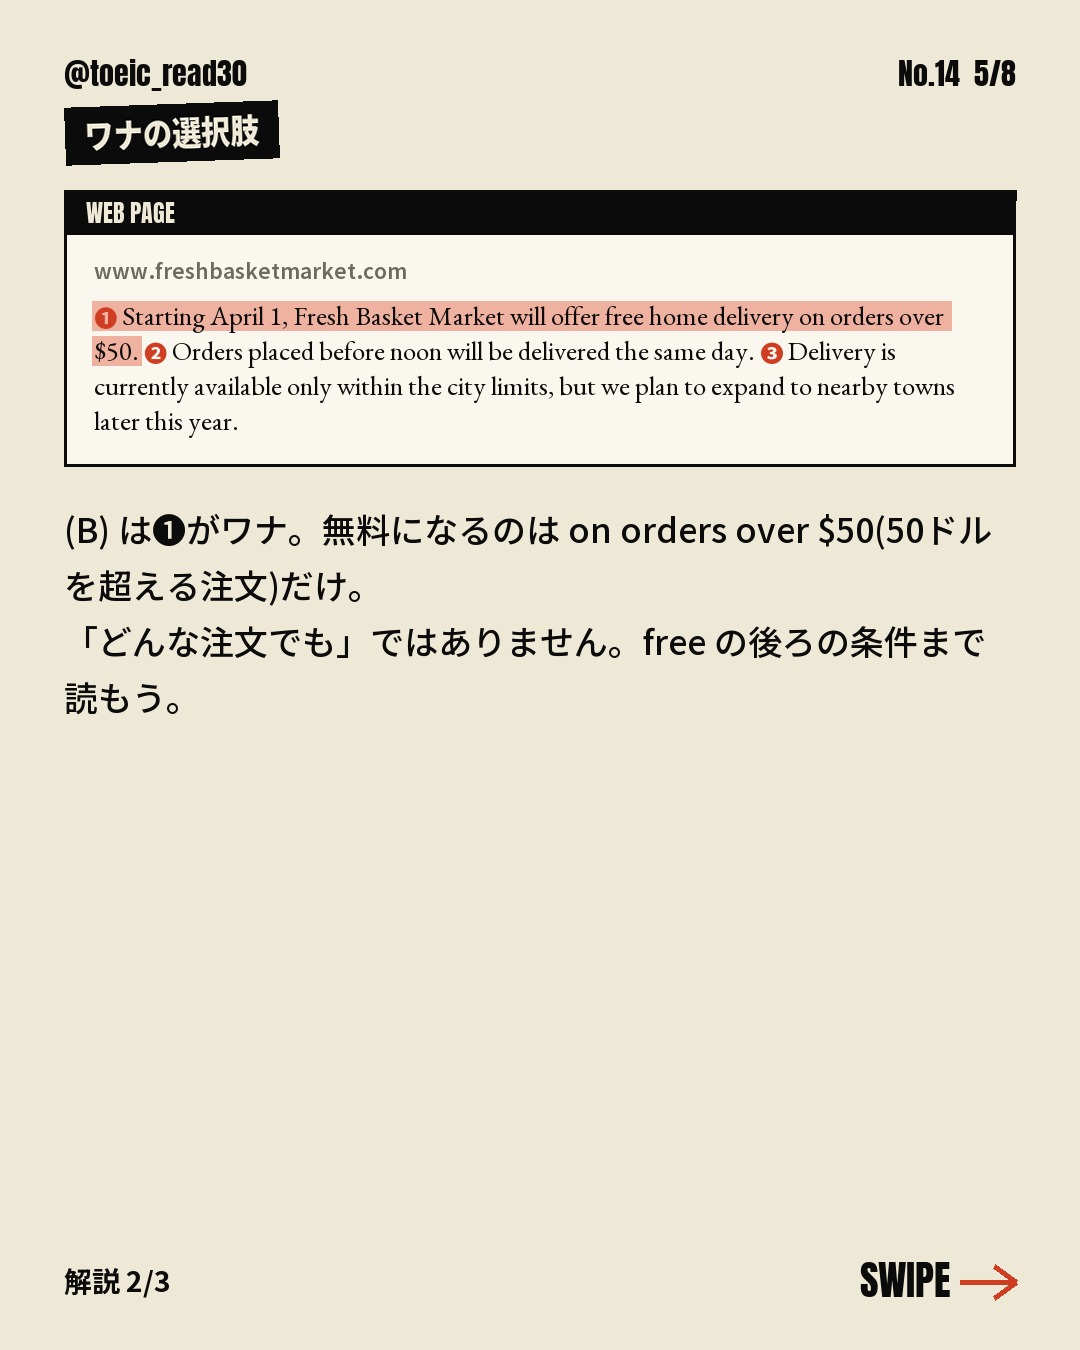 @toeic_read30
No.14 5/8
ワナの選択肢
WEB PAGE
www.freshbasketmarket.com
❶ Starting April 1, Fresh Basket Market will offer free home delivery on orders over
$50. ❷ Orders placed before noon will be delivered the same day. ❸ Delivery is
currently available only within the city limits, but we plan to expand to nearby towns
later this year.
(B) は❶がワナ。無料になるのは on orders over $50(50ドル
を超える注文)だけ。
「どんな注文でも」ではありません。free の後ろの条件まで
読もう。
解説 2/3
SWIPE